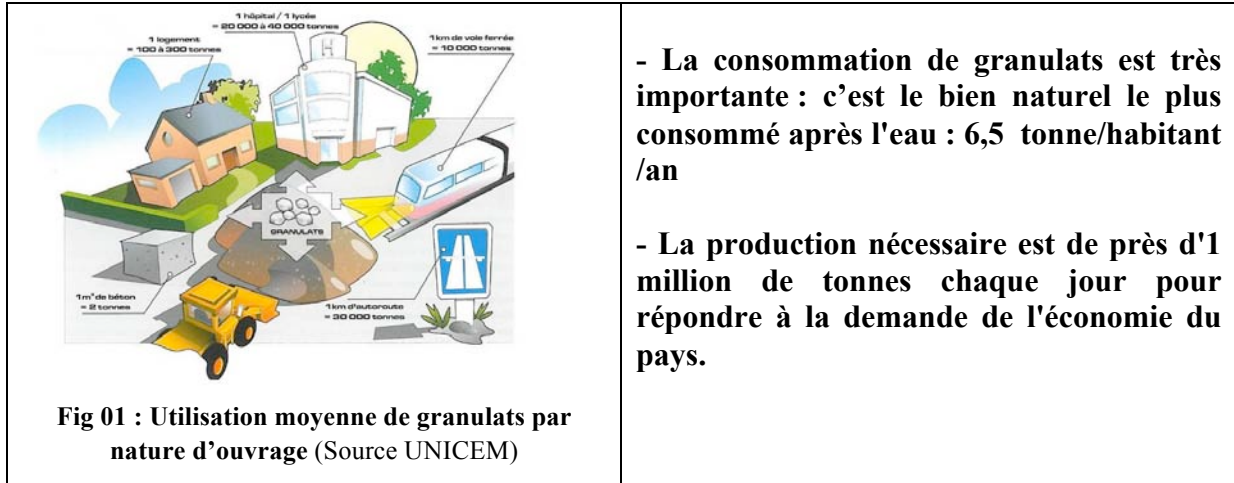 1 hôpital / 1 lycée
= 20 000 à 40 000 tonnes
1 logement
= 100 à 300 tonnes
1km de voie ferrée
= 10 000 tonnes
H
GRANULATS
1m³ de béton
= 2 tonnes
1km d'autoroute
= 30 000 tonnes
Fig 01 : Utilisation moyenne de granulats par
nature d’ouvrage (Source UNICEM)
- La consommation de granulats est très
importante : c’est le bien naturel le plus
consommé après l'eau : 6,5 tonne/habitant
/an
- La production nécessaire est de près d'1
million de tonnes chaque jour pour
répondre à la demande de l'économie du
pays.